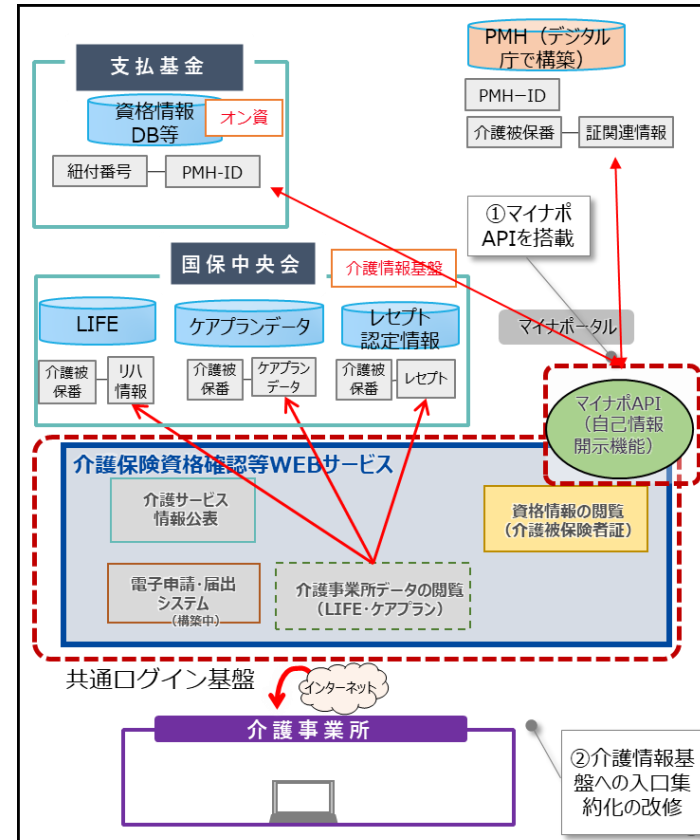 支払基金
資格情報
DB等
オン資
紐付番号
PMH-ID
PMH（デジタル
庁で構築）
PMH－ID
介護被保番
証関連情報
①マイナポ
APIを搭載
国保中央会
介護情報基盤
LIFE
ケアプランデータ
レセプト
認定情報
介護被
保番
リハ
情報
介護被
保番
ケアプラン
データ
介護被
保番
レセプト
マイナポータル
マイナポAPI
（自己情報
開示機能）
介護保険資格確認等WEBサービス
介護サービス
情報公表
資格情報の閲覧
（介護被保険者証）
電子申請・届出
システム
（構築中）
介護事業所データの閲覧
（LIFE・ケアプラン）
共通ログイン基盤
インターネット
介護事業所
②介護情報基
盤への入口集
約化の改修